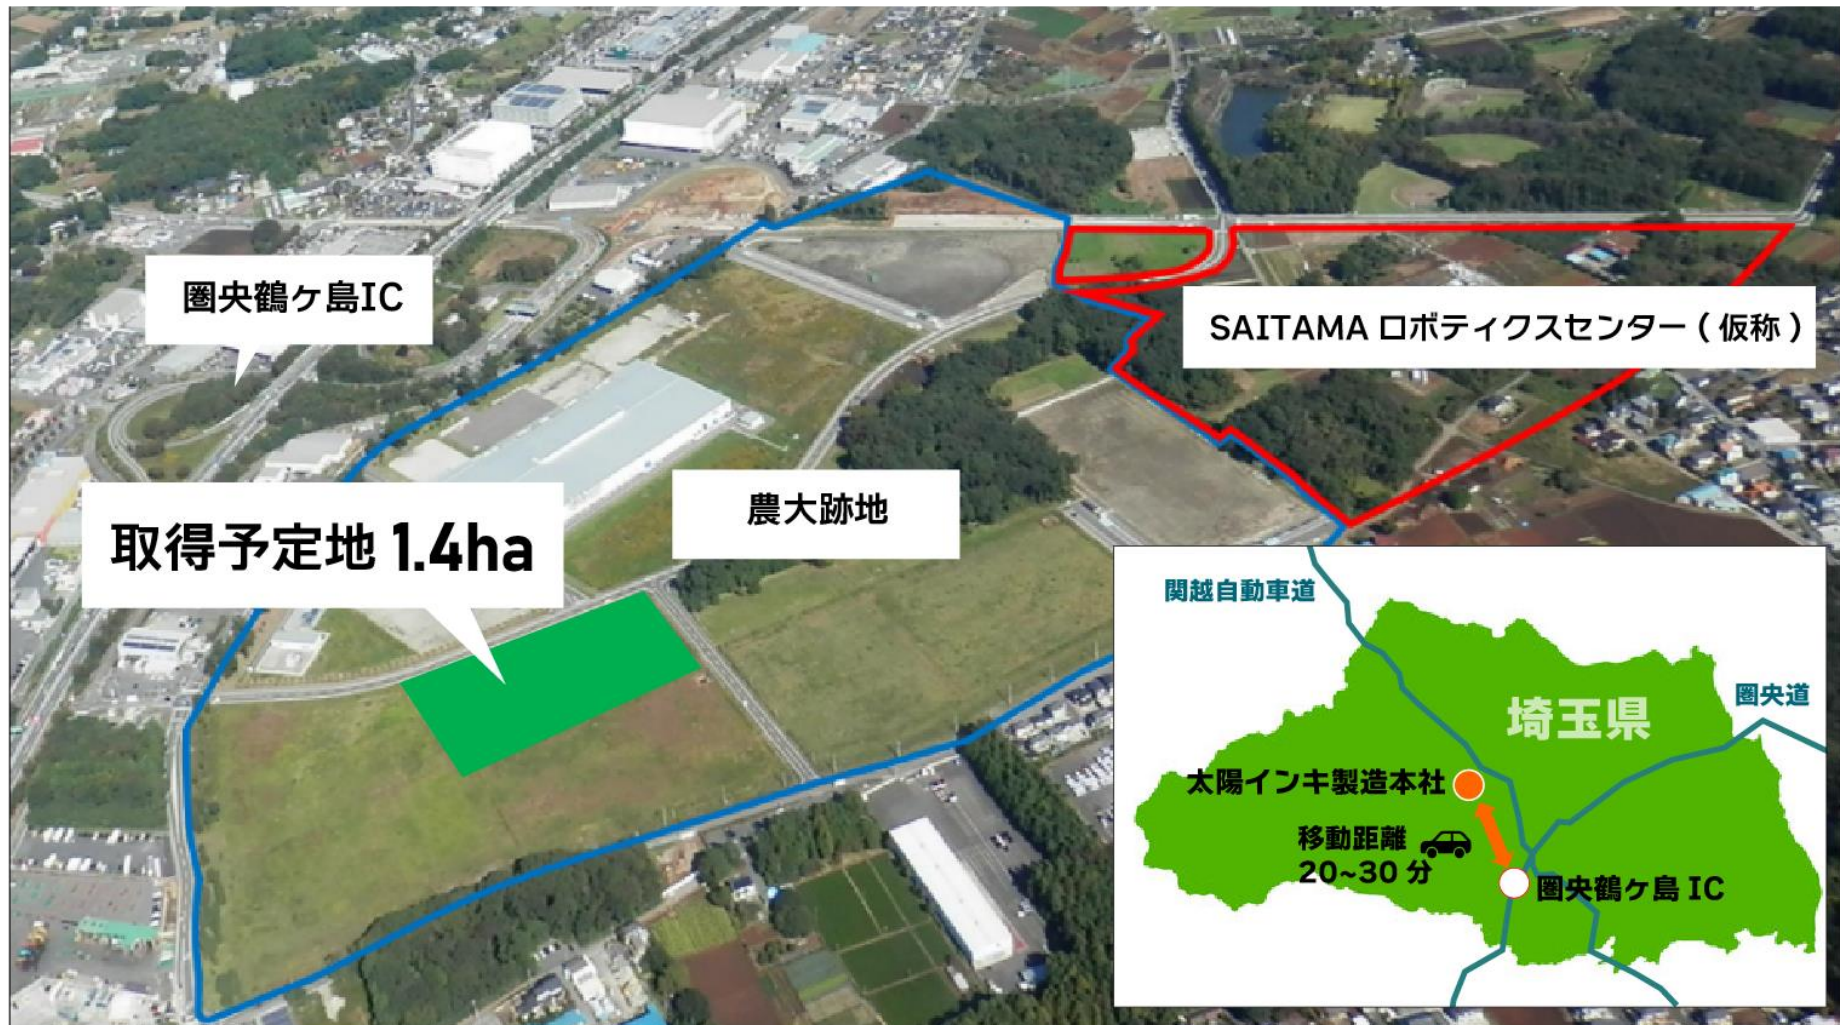 圏央鶴ヶ島IC
SAITAMA ロボティクスセンター ( 仮称 )
農大跡地
取得予定地 1.4ha
関越自動車道
圏央道
埼玉県
太陽インキ製造本社
移動距離
20~30 分
圏央鶴ヶ島 IC